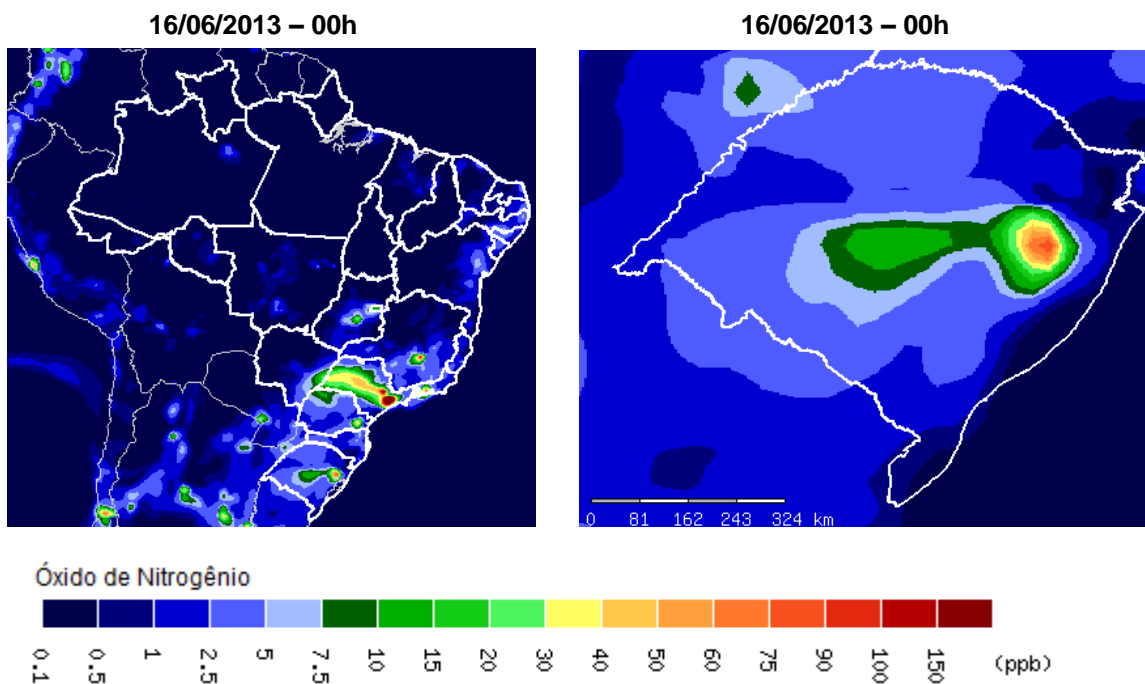 16/06/2013 – 00h
16/06/2013 – 00h
0 81 162 243 324 km
Óxido de Nitrogênio
0.1 0.5 1 2.5 5 7.5 10 15 20 30 40 50 60 75 90 100 150 (ppb)